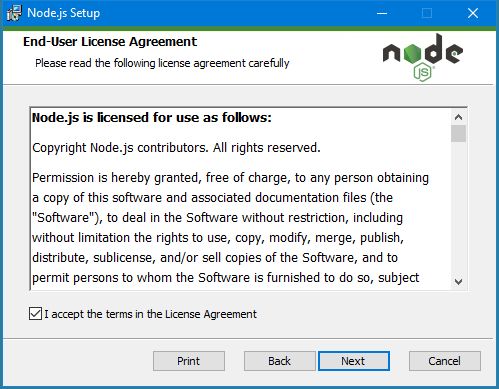 Node.js Setup
End-User License Agreement
Please read the following license agreement carefully
node
JS
Node.js is licensed for use as follows:
Copyright Node.js contributors. All rights reserved.
Permission is hereby granted, free of charge, to any person obtaining
a copy of this software and associated documentation files (the
"Software"), to deal in the Software without restriction, including
without limitation the rights to use, copy, modify, merge, publish,
distribute, sublicense, and/or sell copies of the Software, and to
permit persons to whom the Software is furnished to do so, subject
I accept the terms in the License Agreement
Print
Back
Next
Cancel